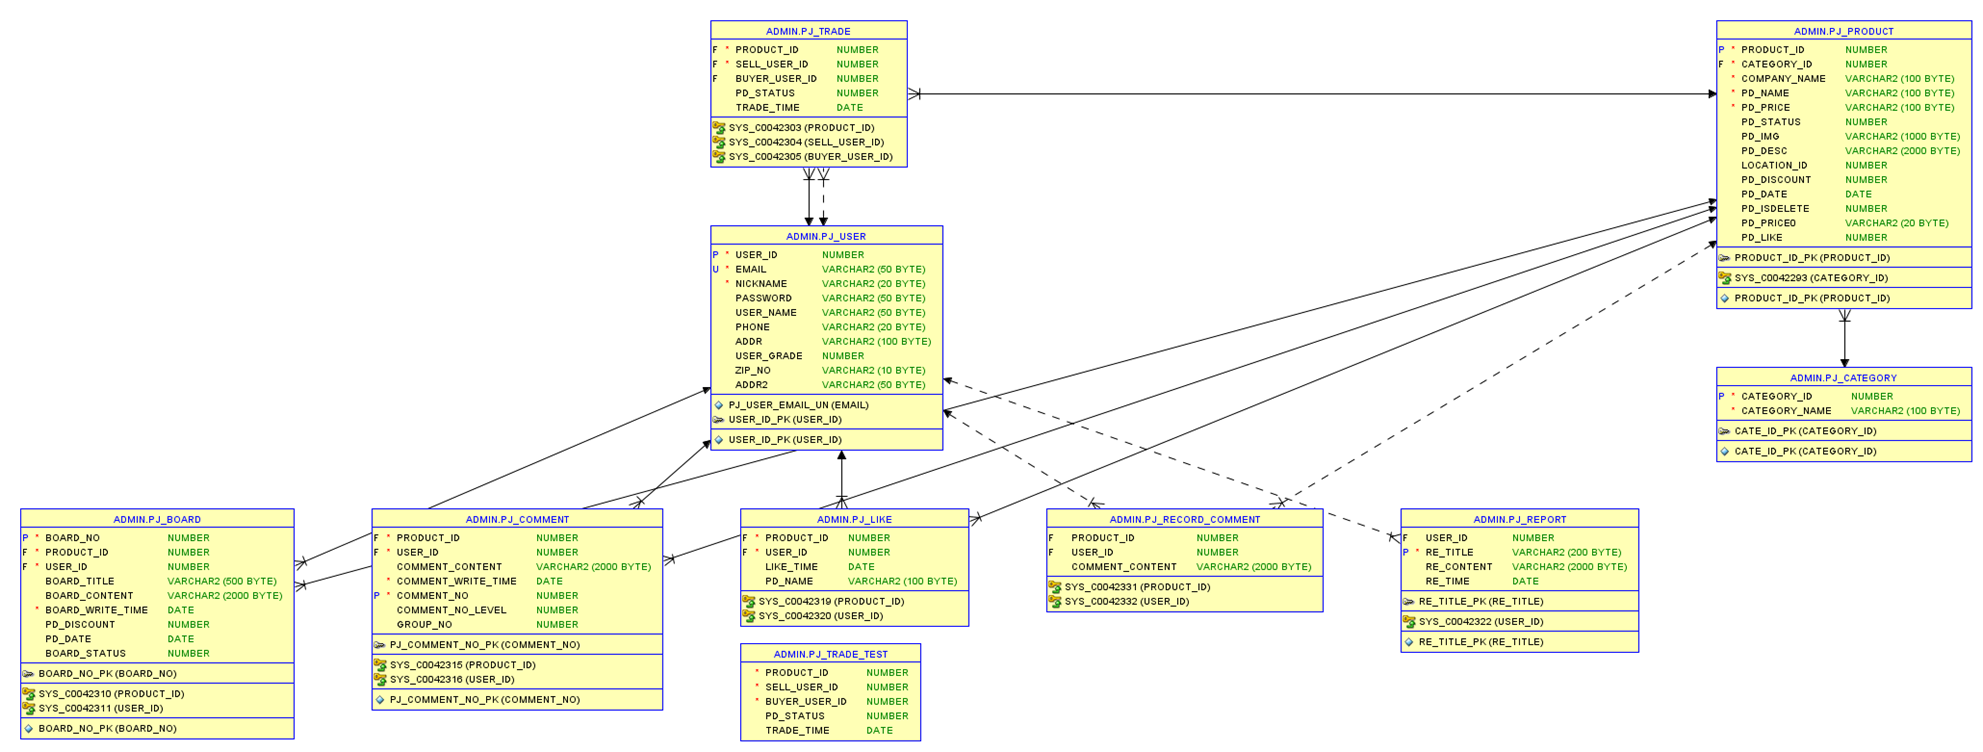 ADMIN.PJ_TRADE
F * PRODUCT_ID NUMBER
F * SELL_USER_ID NUMBER
F BUYER_USER_ID NUMBER
PD_STATUS NUMBER
TRADE_TIME DATE
SYS_C0042303 (PRODUCT_ID)
SYS_C0042304 (SELL_USER_ID)
SYS_C0042305 (BUYER_USER_ID)
ADMIN.PJ_PRODUCT
P * PRODUCT_ID NUMBER
F * CATEGORY_ID NUMBER
* COMPANY_NAME VARCHAR2 (100 BYTE)
* PD_NAME VARCHAR2 (100 BYTE)
* PD_PRICE VARCHAR2 (100 BYTE)
PD_STATUS NUMBER
PD_IMG VARCHAR2 (1000 BYTE)
PD_DESC VARCHAR2 (2000 BYTE)
LOCATION_ID NUMBER
PD_DISCOUNT NUMBER
PD_DATE DATE
PD_ISDELETE NUMBER
PD_PRICE0 VARCHAR2 (20 BYTE)
PD_LIKE NUMBER
PRODUCT_ID_PK (PRODUCT_ID)
SYS_C0042293 (CATEGORY_ID)
PRODUCT_ID_PK (PRODUCT_ID)
ADMIN.PJ_USER
P * USER_ID NUMBER
U * EMAIL VARCHAR2 (50 BYTE)
* NICKNAME VARCHAR2 (20 BYTE)
PASSWORD VARCHAR2 (50 BYTE)
USER_NAME VARCHAR2 (50 BYTE)
PHONE VARCHAR2 (20 BYTE)
ADDR VARCHAR2 (100 BYTE)
USER_GRADE NUMBER
ZIP_NO VARCHAR2 (10 BYTE)
ADDR2 VARCHAR2 (50 BYTE)
PJ_USER_EMAIL_UN (EMAIL)
USER_ID_PK (USER_ID)
USER_ID_PK (USER_ID)
ADMIN.PJ_CATEGORY
P * CATEGORY_ID NUMBER
* CATEGORY_NAME VARCHAR2 (100 BYTE)
CATE_ID_PK (CATEGORY_ID)
CATE_ID_PK (CATEGORY_ID)
ADMIN.PJ_BOARD
P * BOARD_NO NUMBER
F * PRODUCT_ID NUMBER
F * USER_ID NUMBER
BOARD_TITLE VARCHAR2 (500 BYTE)
BOARD_CONTENT VARCHAR2 (2000 BYTE)
* BOARD_WRITE_TIME DATE
PD_DISCOUNT NUMBER
PD_DATE DATE
BOARD_STATUS NUMBER
BOARD_NO_PK (BOARD_NO)
SYS_C0042310 (PRODUCT_ID)
SYS_C0042311 (USER_ID)
BOARD_NO_PK (BOARD_NO)
ADMIN.PJ_COMMENT
F * PRODUCT_ID NUMBER
F * USER_ID NUMBER
COMMENT_CONTENT VARCHAR2 (2000 BYTE)
* COMMENT_WRITE_TIME DATE
P * COMMENT_NO NUMBER
COMMENT_NO_LEVEL NUMBER
GROUP_NO NUMBER
PJ_COMMENT_NO_PK (COMMENT_NO)
SYS_C0042315 (PRODUCT_ID)
SYS_C0042316 (USER_ID)
PJ_COMMENT_NO_PK (COMMENT_NO)
ADMIN.PJ_LIKE
F * PRODUCT_ID NUMBER
F * USER_ID NUMBER
LIKE_TIME DATE
PD_NAME VARCHAR2 (100 BYTE)
SYS_C0042319 (PRODUCT_ID)
SYS_C0042320 (USER_ID)
ADMIN.PJ_RECORD_COMMENT
F PRODUCT_ID NUMBER
F USER_ID NUMBER
COMMENT_CONTENT VARCHAR2 (2000 BYTE)
SYS_C0042331 (PRODUCT_ID)
SYS_C0042332 (USER_ID)
ADMIN.PJ_REPORT
F USER_ID NUMBER
P * RE_TITLE VARCHAR2 (200 BYTE)
RE_CONTENT VARCHAR2 (2000 BYTE)
RE_TIME DATE
RE_TITLE_PK (RE_TITLE)
SYS_C0042322 (USER_ID)
RE_TITLE_PK (RE_TITLE)
ADMIN.PJ_TRADE_TEST
* PRODUCT_ID NUMBER
* SELL_USER_ID NUMBER
* BUYER_USER_ID NUMBER
PD_STATUS NUMBER
TRADE_TIME DATE